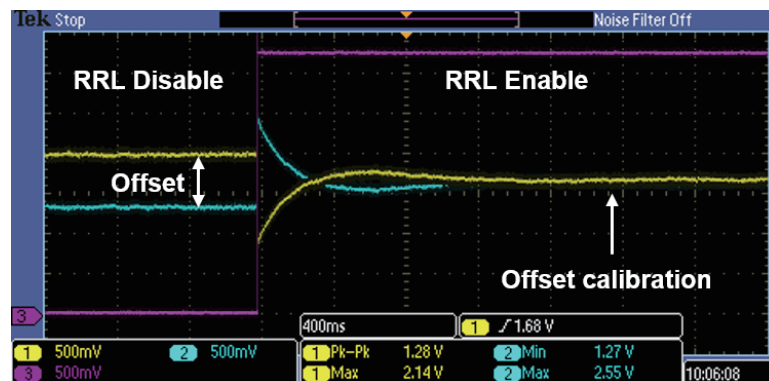 Tek Stop
Noise Filter Off
RRL Disable
RRL Enable
Offset
Offset calibration
3
400ms
1 ʃ 1.68 V
1 500mV
2 500mV
3 500mV
1 Pk-Pk 1.28 V
2 Min 1.27 V
1 Max 2.14 V
2 Max 2.55 V
10:06:08